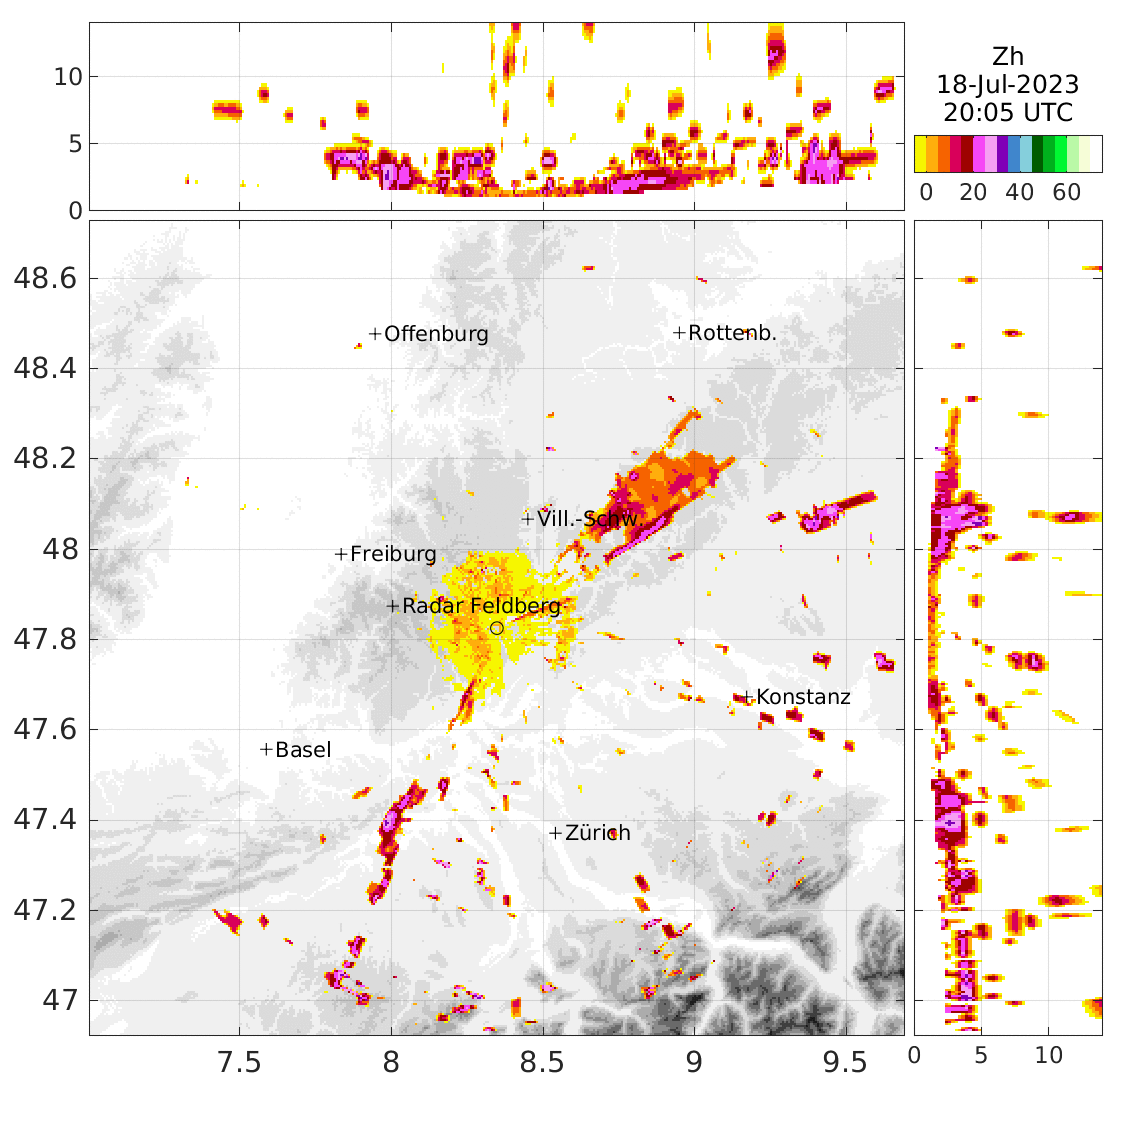 Zh
18-Jul-2023
20:05 UTC
0 20 40 60
10
5
0
48.6
48.4
48.2
48
47.8
47.6
47.4
47.2
47
+Offenburg
+Rottenb.
+Vill.-Schw.
+Freiburg
+Radar Feldberg
+Konstanz
+Basel
+Zürich
7.5 8 8.5 9 9.5
0 5 10